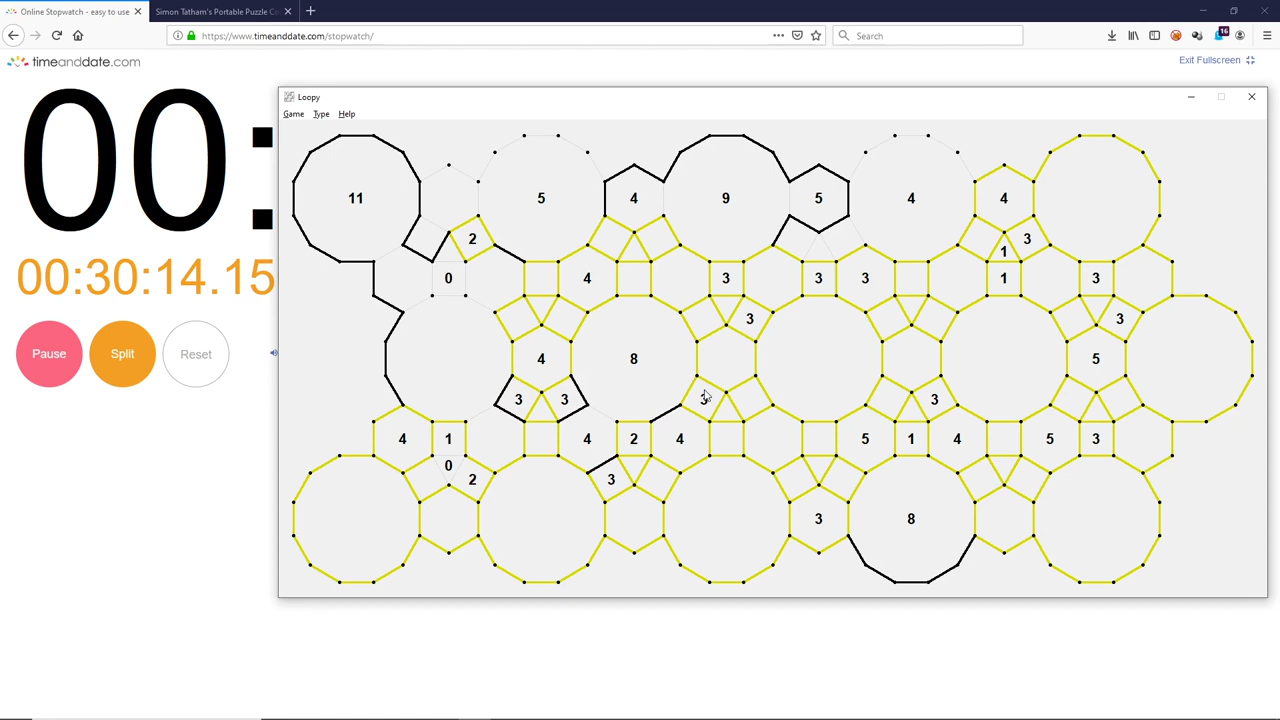 Online Stopwatch - easy to use
Simon Tatham's Portable Puzzle Co
https://www.timeanddate.com/stopwatch/
Search
16
timeanddate.com
Exit Fullscreen
00:
00:30:14.15
Pause
Split
Reset
Loopy
Game Type Help
11 5 4 9 5 4 4
2 3
1
0 4 3 3 3 1 3
3 3
4 8 5
3 3 3 3
4 1 4 2 4 5 1 4 5 3
0
2 3
3 8